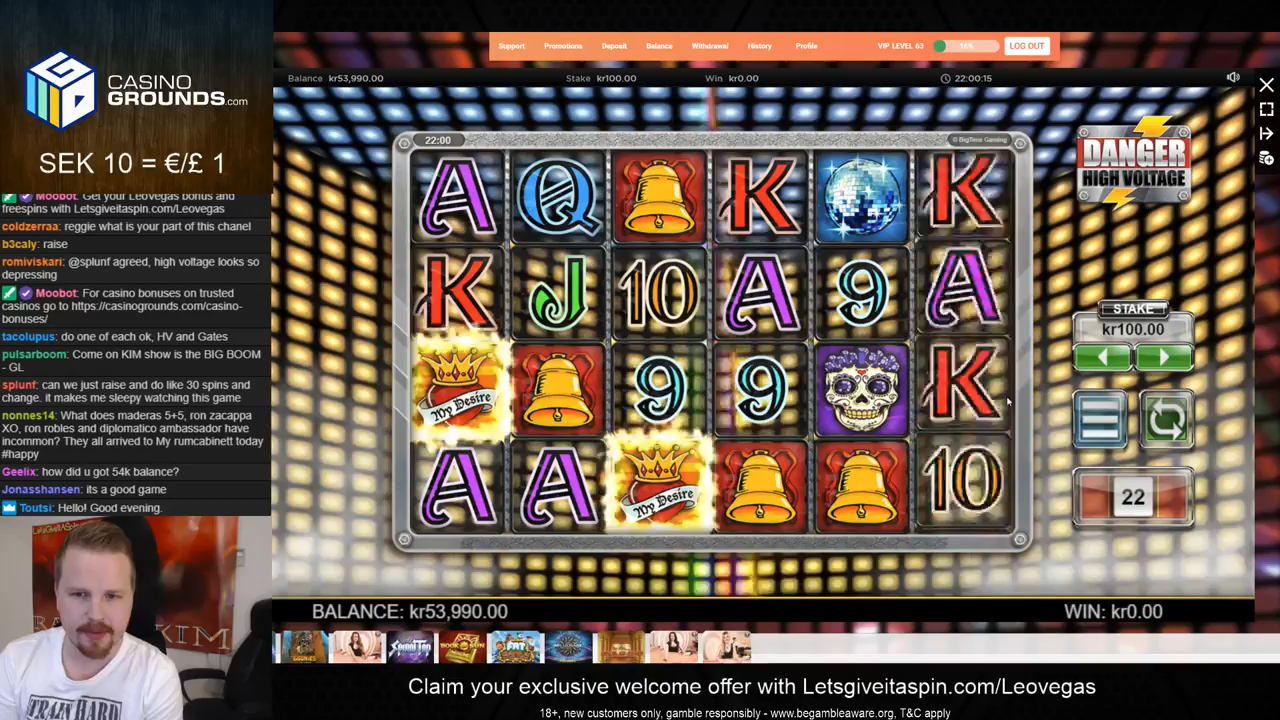 CASINO
GROUNDS.com
SEK 10 = €/£ 1
Moobot: Get your LeoVegas bonus and
freespins with Letsgiveitaspin.com/Leovegas
coldzerraa: reggie what is your part of this chanel
b3caly: raise
romiviskari: @splunf agreed, high voltage looks so
depressing
Moobot: For casino bonuses on trusted
casinos go to https://casinogrounds.com/casino-
bonuses/
tacolupus: do one of each ok, HV and Gates
pulsarboom: Come on KIM show is the BIG BOOM
- GL
splunf: can we just raise and do like 30 spins and
change. it makes me sleepy watching this game
nonnes14: What does maderas 5+5, ron zacappa
XO, ron robles and diplomatico ambassador have
incommon? They all arrived to My rumcabinett today
#happy
Geelix: how did u got 54k balance?
Jonasshansen: its a good game
Toutsi: Hello! Good evening.
TRAIN HARD
Support Promotions Deposit Balance Withdrawal History Profile VIP LEVEL 63 16% LOG OUT
Balance kr53,990.00 Stake kr100.00 Win kr0.00 22:00:15
22:00 © BigTime Gaming
A Q K K
K J 10 A 9 A
My Desire 9 9 K
A A My Desire 10
DANGER
HIGH VOLTAGE
STAKE
kr100.00
22
BALANCE: kr53,990.00 WIN: kr0.00
Claim your exclusive welcome offer with Letsgiveitaspin.com/Leovegas
18+, new customers only, gamble responsibly - www.begambleaware.org, T&C apply